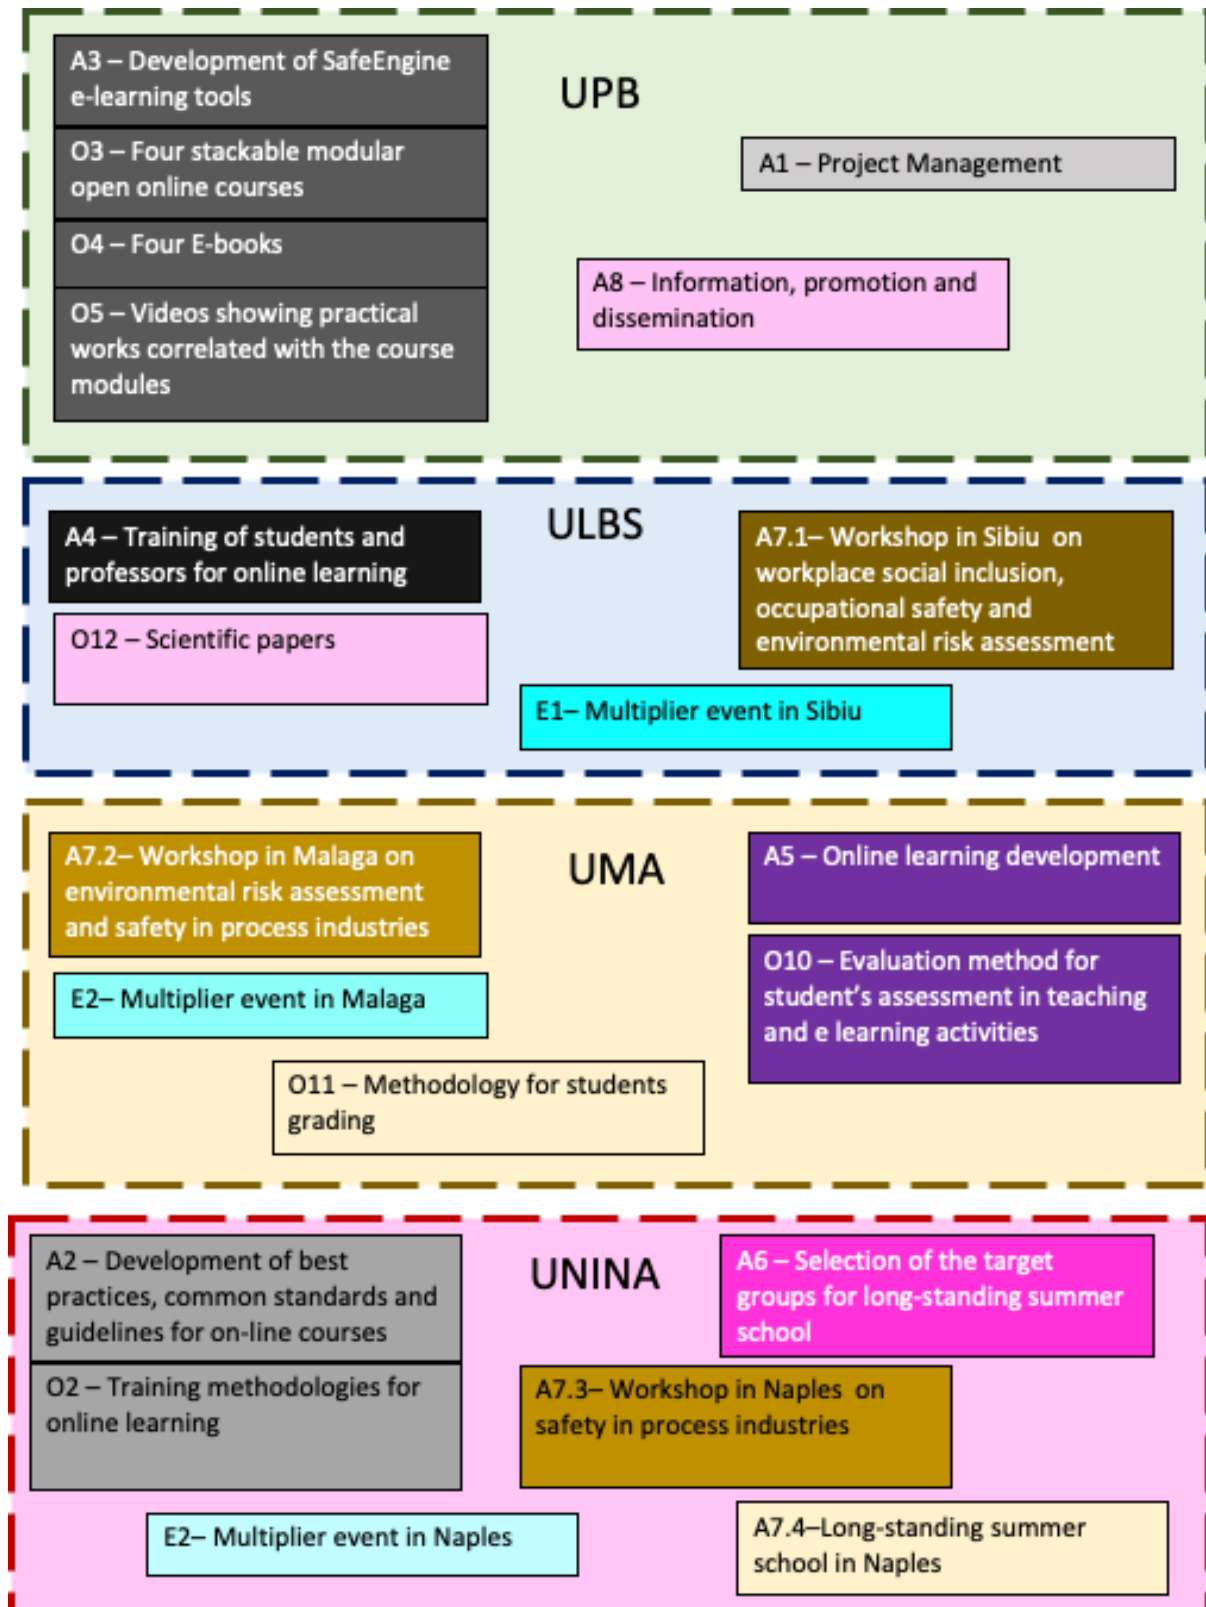 A3 – Development of SafeEngine
e-learning tools
O3 – Four stackable modular
open online courses
O4 – Four E-books
O5 – Videos showing practical
works correlated with the course
modules
UPB
A1 – Project Management
A8 – Information, promotion and
dissemination
A4 – Training of students and
professors for online learning
O12 – Scientific papers
ULBS
A7.1– Workshop in Sibiu  on
workplace social inclusion,
occupational safety and
environmental risk assessment
E1– Multiplier event in Sibiu
A7.2– Workshop in Malaga on
environmental risk assessment
and safety in process industries
E2– Multiplier event in Malaga
UMA
A5 – Online learning development
O10 – Evaluation method for
student’s assessment in teaching
and e learning activities
O11 – Methodology for students
grading
A2 – Development of best
practices, common standards and
guidelines for on-line courses
O2 – Training methodologies for
online learning
UNINA
A6 – Selection of the target
groups for long-standing summer
school
A7.3– Workshop in Naples  on
safety in process industries
E2– Multiplier event in Naples
A7.4–Long-standing summer
school in Naples